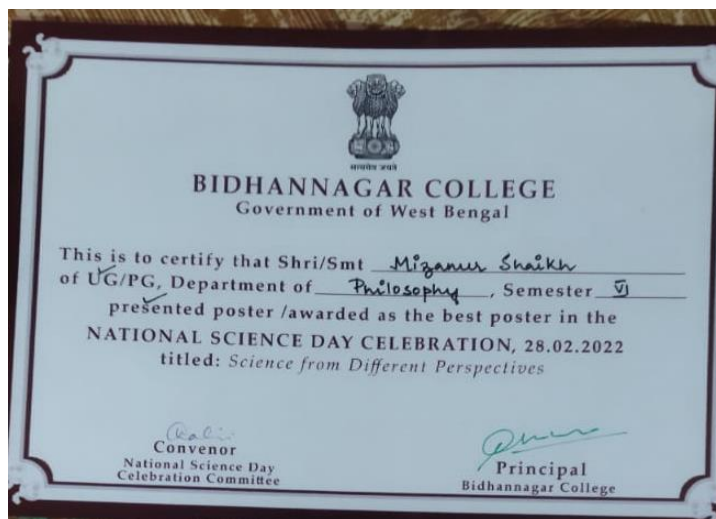 सत्यमेव जयते
BIDHANNAGAR COLLEGE
Government of West Bengal
This is to certify that Shri/Smt Mizanur Shaikh
of UG/PG, Department of Philosophy, Semester VI
presented poster /awarded as the best poster in the
NATIONAL SCIENCE DAY CELEBRATION, 28.02.2022
titled: Science from Different Perspectives
Convenor
National Science Day
Celebration Committee
Principal
Bidhannagar College